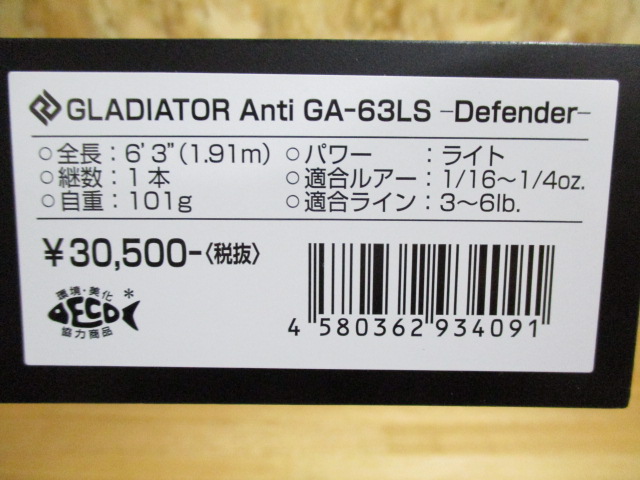 GLADIATOR Anti GA-63LS -Defender-
○全長：6'3"(1.91m) ○パワー ：ライト
○継数：1本 ○適合ルアー：1/16～1/4oz.
○自重：101g ○適合ライン：3～6lb.
￥30,500-〈税抜〉
環境・美化
ECO *
協力商品
4 580362 934091